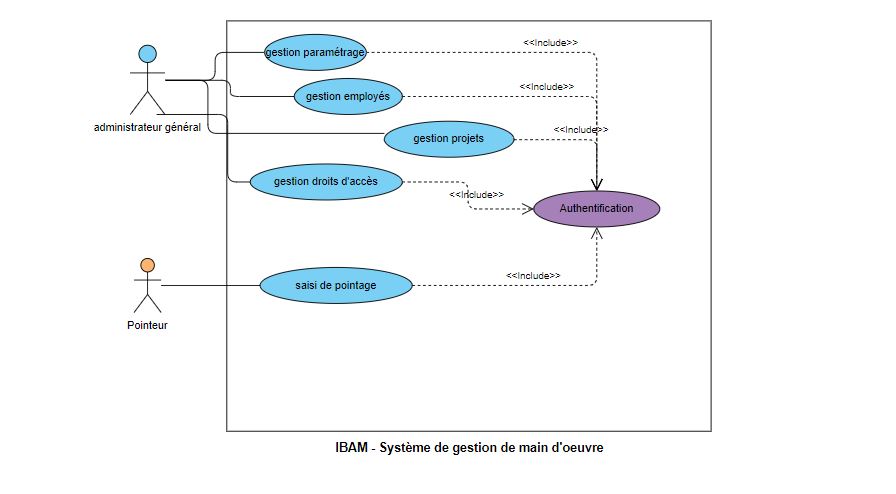 <<Include>>
gestion paramétrage
<<Include>>
gestion employés
administrateur général
<<Include>>
gestion projets
gestion droits d'accès
<<Include>>
Authentification
<<Include>>
saisi de pointage
Pointeur
IBAM - Système de gestion de main d'oeuvre